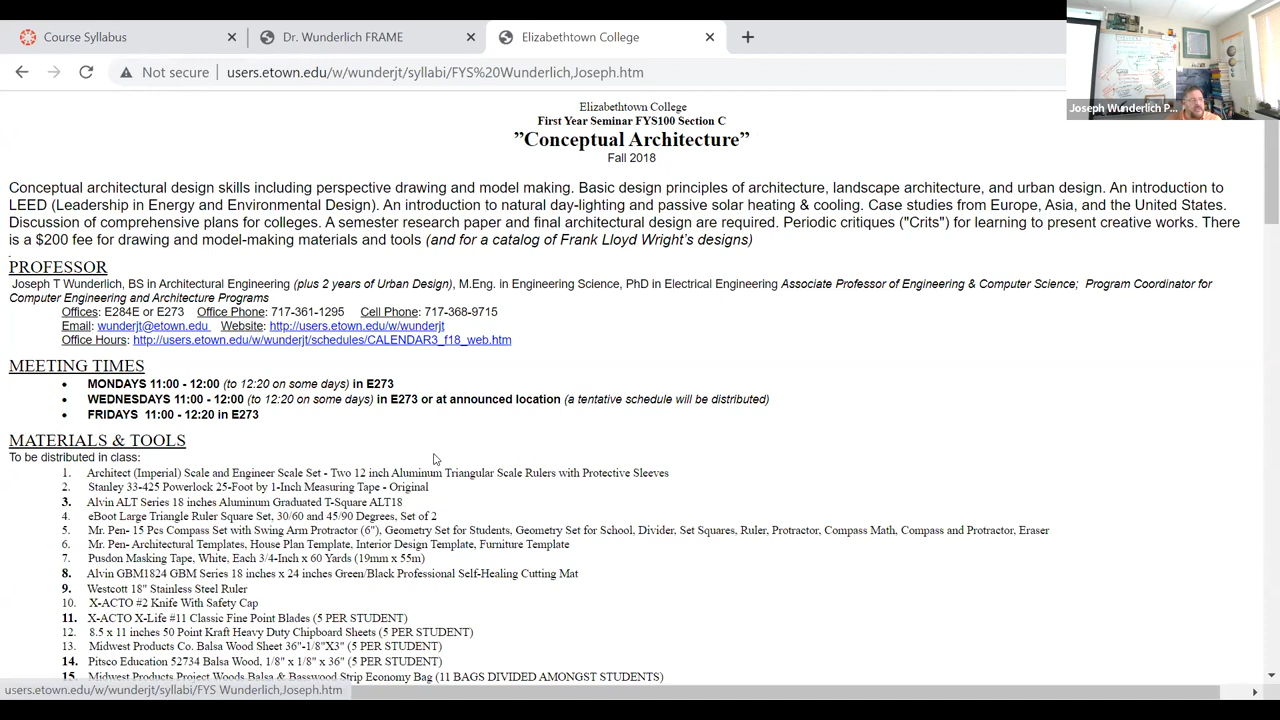 Course Syllabus
Dr. Wunderlich FRAME
Elizabethtown College
Not secure
users.etown.edu/w/wunderjt/syllabi/FYS%20Wunderlich,Joseph.htm
Joseph Wunderlich P...
Elizabethtown College
First Year Seminar FYS100 Section C
”Conceptual Architecture”
Fall 2018
Conceptual architectural design skills including perspective drawing and model making. Basic design principles of architecture, landscape architecture, and urban design. An introduction to
LEED (Leadership in Energy and Environmental Design). An introduction to natural day-lighting and passive solar heating & cooling. Case studies from Europe, Asia, and the United States.
Discussion of comprehensive plans for colleges. A semester research paper and final architectural design are required. Periodic critiques ("Crits") for learning to present creative works. There
is a $200 fee for drawing and model-making materials and tools (and for a catalog of Frank Lloyd Wright's designs)
PROFESSOR
Joseph T Wunderlich, BS in Architectural Engineering (plus 2 years of Urban Design), M.Eng. in Engineering Science, PhD in Electrical Engineering Associate Professor of Engineering & Computer Science; Program Coordinator for
Computer Engineering and Architecture Programs
Offices: E284E or E273 Office Phone: 717-361-1295 Cell Phone: 717-368-9715
Email: wunderjt@etown.edu Website: http://users.etown.edu/w/wunderjt
Office Hours: http://users.etown.edu/w/wunderjt/schedules/CALENDAR3_f18_web.htm
MEETING TIMES
• MONDAYS 11:00 - 12:00 (to 12:20 on some days) in E273
• WEDNESDAYS 11:00 - 12:00 (to 12:20 on some days) in E273 or at announced location (a tentative schedule will be distributed)
• FRIDAYS 11:00 - 12:20 in E273
MATERIALS & TOOLS
To be distributed in class:
1. Architect (Imperial) Scale and Engineer Scale Set - Two 12 inch Aluminum Triangular Scale Rulers with Protective Sleeves
2. Stanley 33-425 Powerlock 25-Foot by 1-Inch Measuring Tape - Original
3. Alvin ALT Series 18 inches Aluminum Graduated T-Square ALT18
4. eBoot Large Triangle Ruler Square Set, 30/60 and 45/90 Degrees, Set of 2
5. Mr. Pen- 15 Pcs Compass Set with Swing Arm Protractor (6"), Geometry Set for Students, Geometry Set for School, Divider, Set Squares, Ruler, Protractor, Compass Math, Compass and Protractor, Eraser
6. Mr. Pen- Architectural Templates, House Plan Template, Interior Design Template, Furniture Template
7. Pusdon Masking Tape, White, Each 3/4-Inch x 60 Yards (19mm x 55m)
8. Alvin GBM1824 GBM Series 18 inches x 24 inches Green/Black Professional Self-Healing Cutting Mat
9. Westcott 18" Stainless Steel Ruler
10. X-ACTO #2 Knife With Safety Cap
11. X-ACTO X-Life #11 Classic Fine Point Blades (5 PER STUDENT)
12. 8.5 x 11 inches 50 Point Kraft Heavy Duty Chipboard Sheets (5 PER STUDENT)
13. Midwest Products Co. Balsa Wood Sheet 36"-1/8"X3" (5 PER STUDENT)
14. Pitsco Education 52734 Balsa Wood, 1/8" x 1/8" x 36" (5 PER STUDENT)
15. Midwest Products Project Woods Balsa & Basswood Strip Economy Bag (11 BAGS DIVIDED AMONGST STUDENTS)
users.etown.edu/w/wunderjt/syllabi/FYS Wunderlich,Joseph.htm